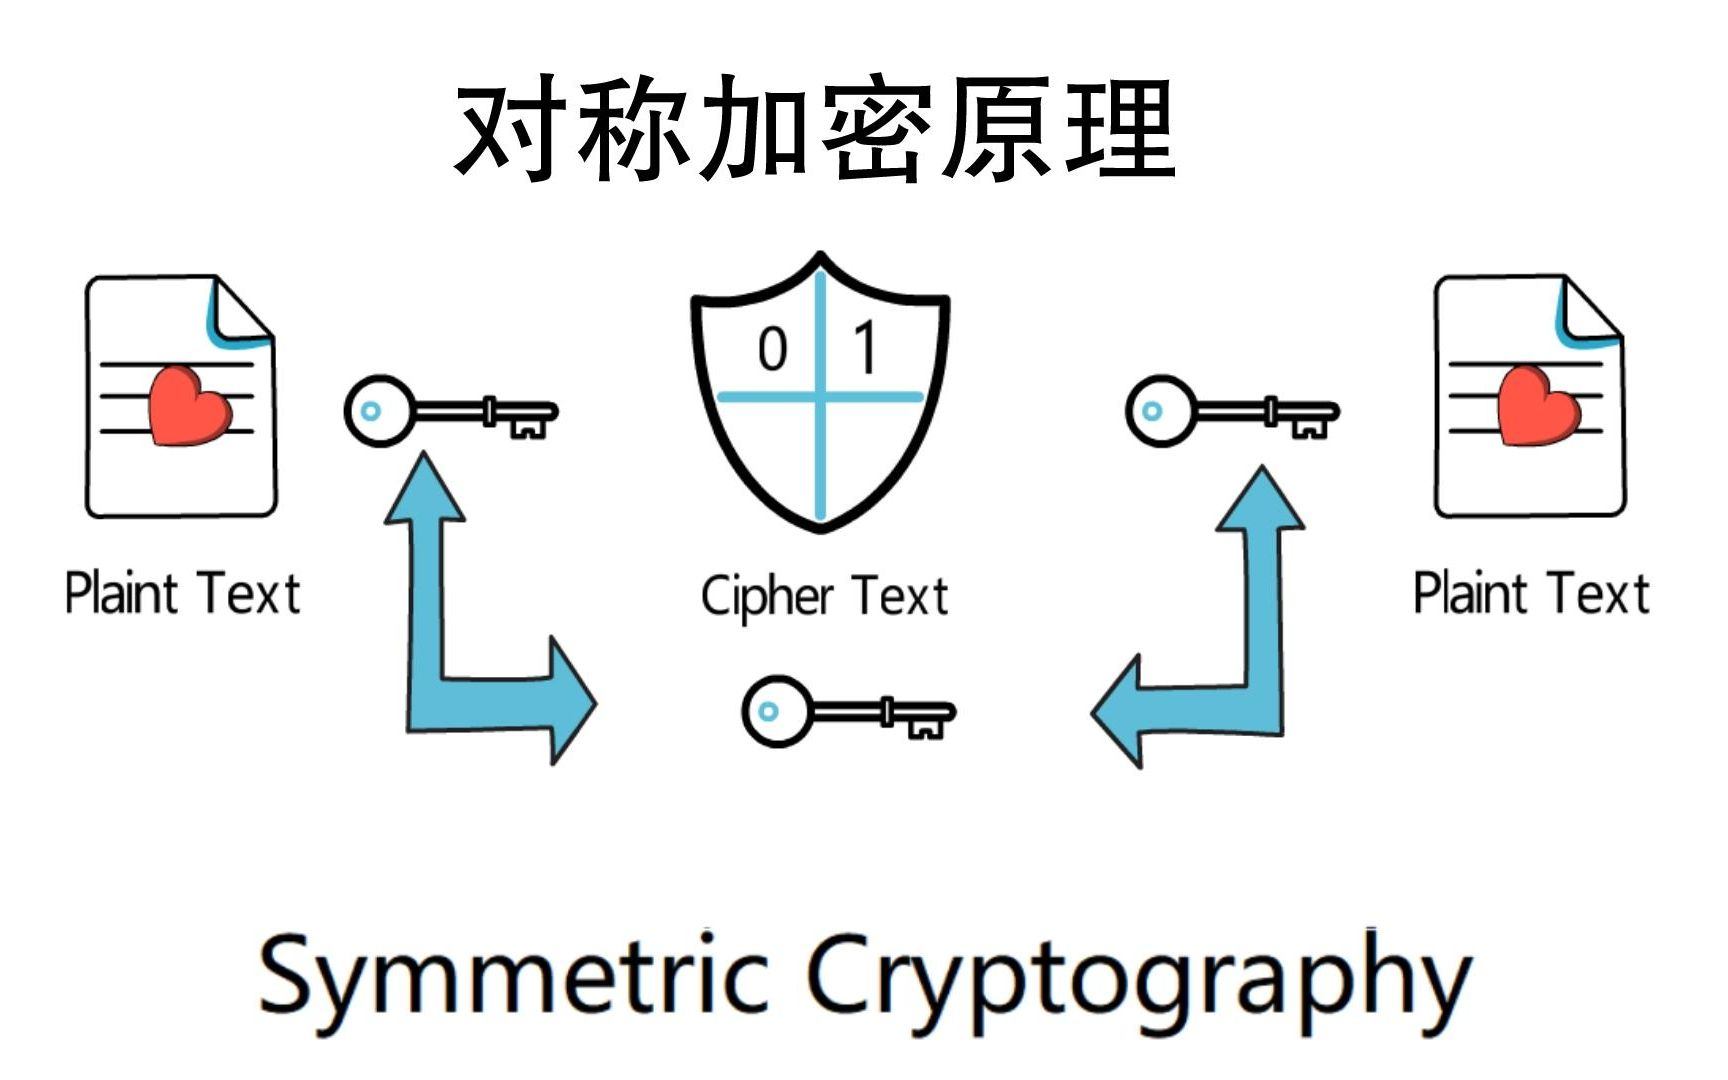 对称加密原理
0 1
Plaint Text
Cipher Text
Plaint Text
Symmetric Cryptography